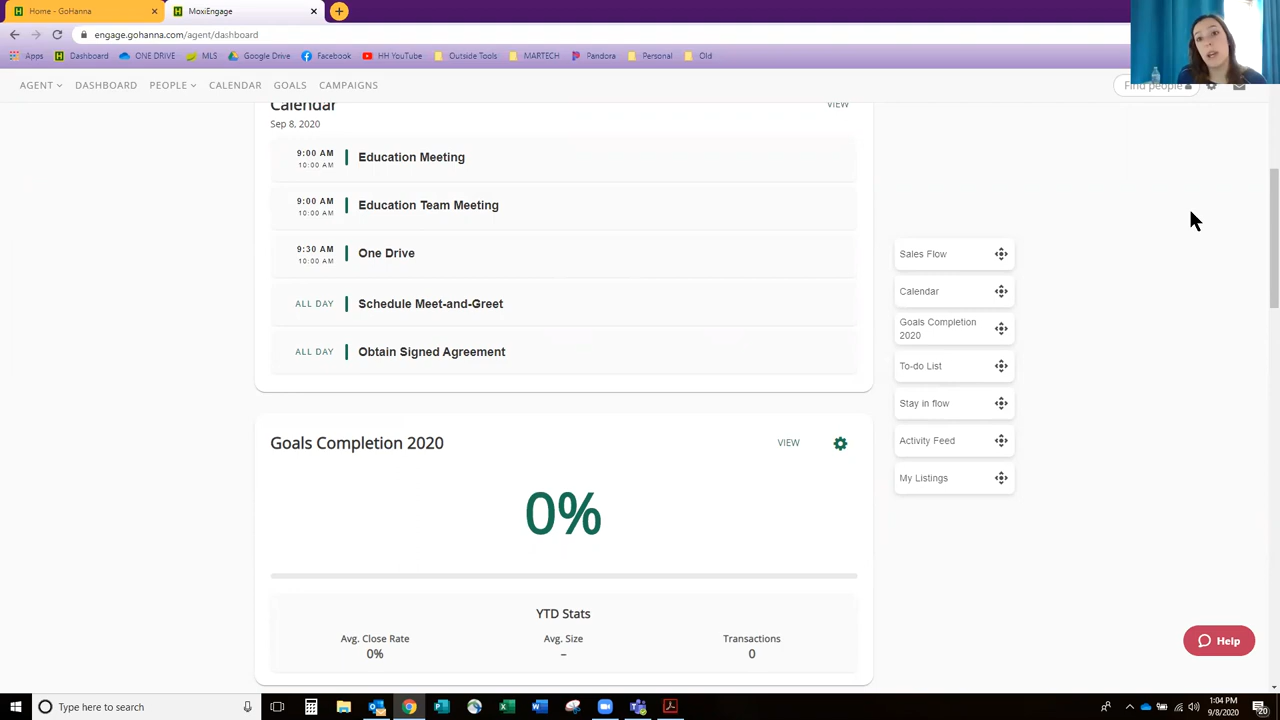 Home - GoHanna
MoxiEngage
engage.gohanna.com/agent/dashboard
Apps Dashboard ONE DRIVE MLS Google Drive Facebook HH YouTube Outside Tools MARTECH Pandora Personal Old
AGENT DASHBOARD PEOPLE CALENDAR GOALS CAMPAIGNS Find people
Calendar VIEW
Sep 8, 2020
9:00 AM
10:00 AM
Education Meeting
9:00 AM
10:00 AM
Education Team Meeting
9:30 AM
10:00 AM
One Drive
ALL DAY Schedule Meet-and-Greet
ALL DAY Obtain Signed Agreement
Goals Completion 2020 VIEW
0%
YTD Stats
Avg. Close Rate Avg. Size Transactions
0% – 0
Sales Flow
Calendar
Goals Completion
2020
To-do List
Stay in flow
Activity Feed
My Listings
Help
Type here to search
1:04 PM
9/8/2020
20